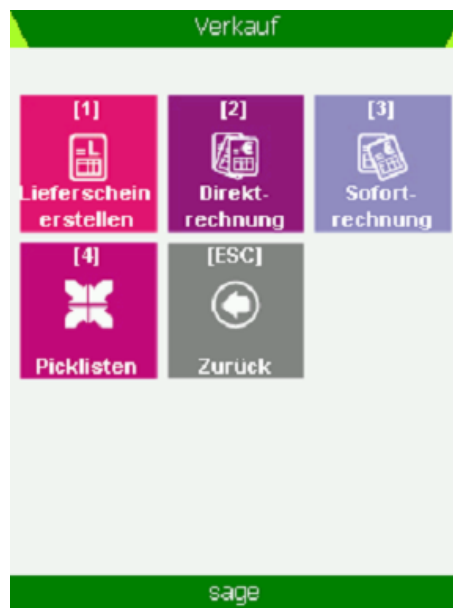 Verkauf
[1]
Lieferschein
erstellen
[2]
Direkt-
rechnung
[3]
Sofort-
rechnung
[4]
Picklisten
[ESC]
Zurück
sage